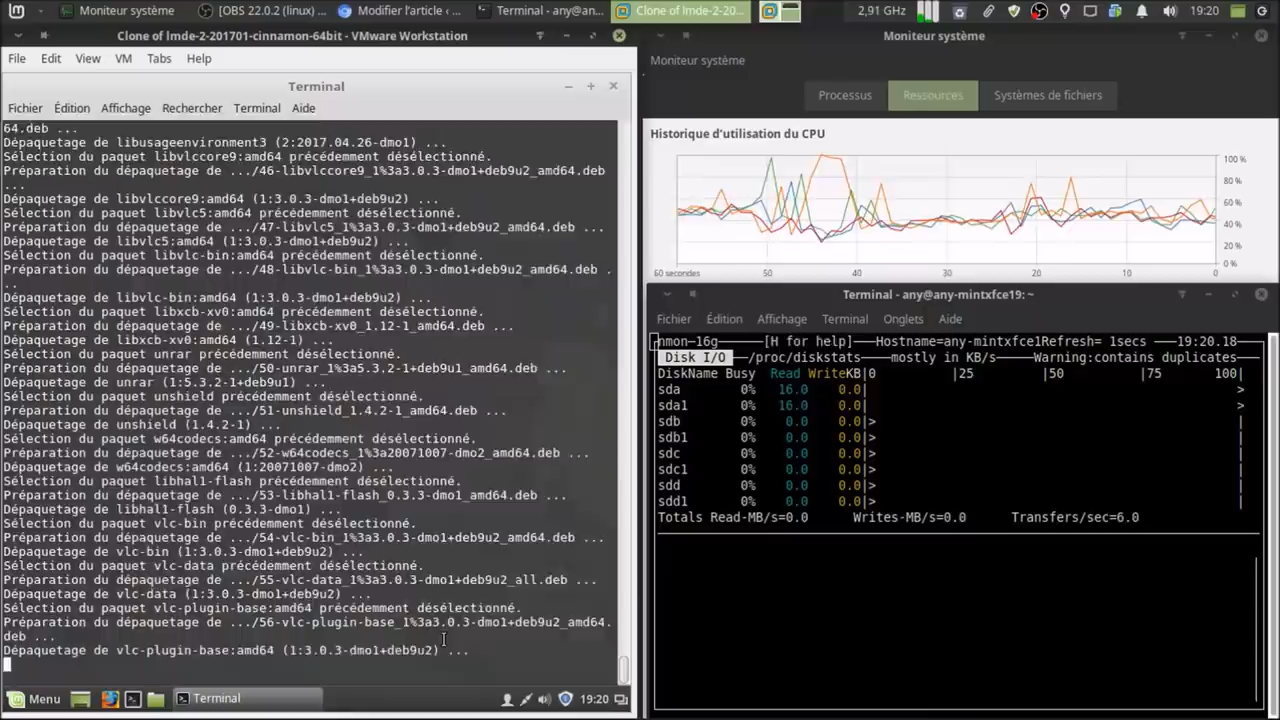 Moniteur système
[OBS 22.0.2 (linux) ...
Modifier l'article ‹ ...
Terminal - any@an...
Clone of lmde-2-20...
2,91 GHz
19:20
Clone of lmde-2-201701-cinnamon-64bit - VMware Workstation
File Edit View VM Tabs Help
Terminal
Fichier Édition Affichage Rechercher Terminal Aide
64.deb ...
Dépaquetage de libusageenvironment3 (2:2017.04.26-dmo1) ...
Sélection du paquet libvlccore9:amd64 précédemment désélectionné.
Préparation du dépaquetage de .../46-libvlccore9_1%3a3.0.3-dmo1+deb9u2_amd64.deb
...
Dépaquetage de libvlccore9:amd64 (1:3.0.3-dmo1+deb9u2) ...
Sélection du paquet libvlc5:amd64 précédemment désélectionné.
Préparation du dépaquetage de .../47-libvlc5_1%3a3.0.3-dmo1+deb9u2_amd64.deb ...
Dépaquetage de libvlc5:amd64 (1:3.0.3-dmo1+deb9u2) ...
Sélection du paquet libvlc-bin:amd64 précédemment désélectionné.
Préparation du dépaquetage de .../48-libvlc-bin_1%3a3.0.3-dmo1+deb9u2_amd64.deb .
..
Dépaquetage de libvlc-bin:amd64 (1:3.0.3-dmo1+deb9u2) ...
Sélection du paquet libxcb-xv0:amd64 précédemment désélectionné.
Préparation du dépaquetage de .../49-libxcb-xv0_1.12-1_amd64.deb ...
Dépaquetage de libxcb-xv0:amd64 (1.12-1) ...
Sélection du paquet unrar précédemment désélectionné.
Préparation du dépaquetage de .../50-unrar_1%3a5.3.2-1+deb9u1_amd64.deb ...
Dépaquetage de unrar (1:5.3.2-1+deb9u1) ...
Sélection du paquet unshield précédemment désélectionné.
Préparation du dépaquetage de .../51-unshield_1.4.2-1_amd64.deb ...
Dépaquetage de unshield (1.4.2-1) ...
Sélection du paquet w64codecs:amd64 précédemment désélectionné.
Préparation du dépaquetage de .../52-w64codecs_1%3a20071007-dmo2_amd64.deb ...
Dépaquetage de w64codecs:amd64 (1:20071007-dmo2) ...
Sélection du paquet libhal1-flash précédemment désélectionné.
Préparation du dépaquetage de .../53-libhal1-flash_0.3.3-dmo1_amd64.deb ...
Dépaquetage de libhal1-flash (0.3.3-dmo1) ...
Sélection du paquet vlc-bin précédemment désélectionné.
Préparation du dépaquetage de .../54-vlc-bin_1%3a3.0.3-dmo1+deb9u2_amd64.deb ...
Dépaquetage de vlc-bin (1:3.0.3-dmo1+deb9u2) ...
Sélection du paquet vlc-data précédemment désélectionné.
Préparation du dépaquetage de .../55-vlc-data_1%3a3.0.3-dmo1+deb9u2_all.deb ...
Dépaquetage de vlc-data (1:3.0.3-dmo1+deb9u2) ...
Sélection du paquet vlc-plugin-base:amd64 précédemment désélectionné.
Préparation du dépaquetage de .../56-vlc-plugin-base_1%3a3.0.3-dmo1+deb9u2_amd64.
deb ...
Dépaquetage de vlc-plugin-base:amd64 (1:3.0.3-dmo1+deb9u2) ...
Menu
Terminal
19:20
Moniteur système
Moniteur système
Processus Ressources Systèmes de fichiers
Historique d'utilisation du CPU
100 %
80 %
60 %
40 %
20 %
0 %
60 secondes 50 40 30 20 10 0
Terminal - any@any-mintxfce19: ~
Fichier Édition Affichage Terminal Onglets Aide
nmon—16g [H for help] Hostname=any-mintxfce1Refresh= 1secs 19:20.18
Disk I/O /proc/diskstats mostly in KB/s Warning:contains duplicates
DiskName Busy Read WriteKB|0 |25 |50 |75 100|
sda 0% 16.0 0.0| >
sda1 0% 16.0 0.0| >
sdb 0% 0.0 0.0|> |
sdb1 0% 0.0 0.0|> |
sdc 0% 0.0 0.0|> |
sdc1 0% 0.0 0.0|> |
sdd 0% 0.0 0.0|> |
sdd1 0% 0.0 0.0|> |
Totals Read-MB/s=0.0 Writes-MB/s=0.0 Transfers/sec=6.0